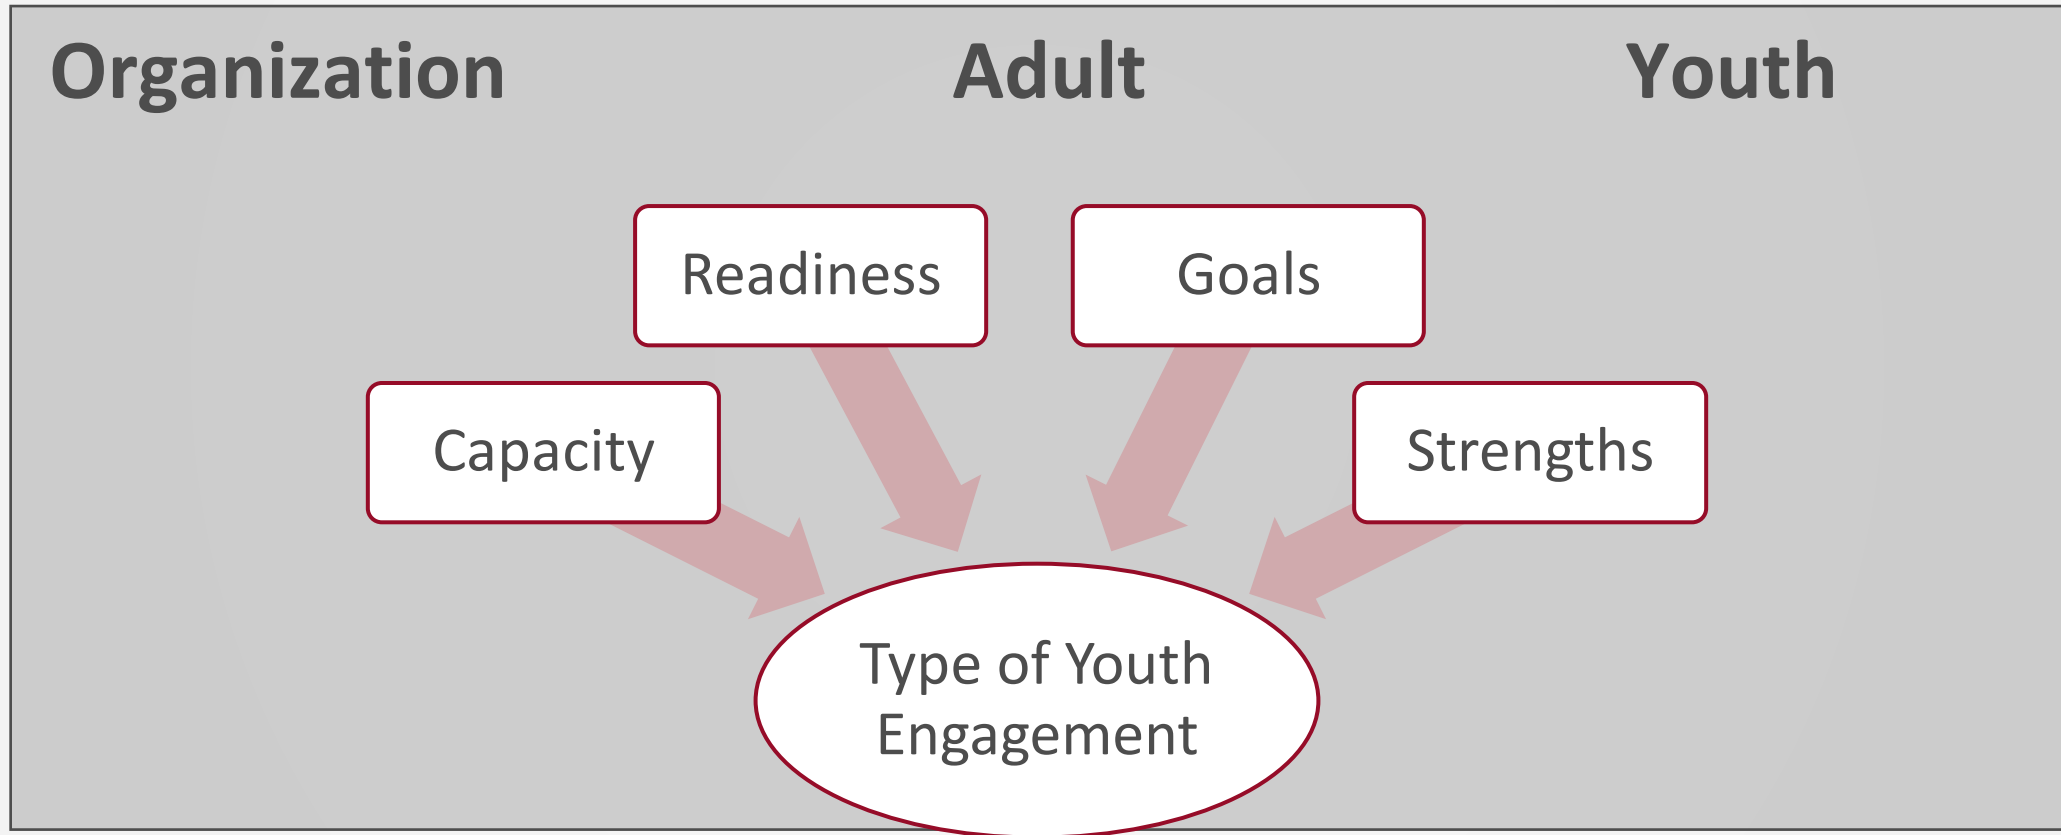 Organization
Adult
Youth
Readiness
Goals
Capacity
Strengths
Type of Youth
Engagement